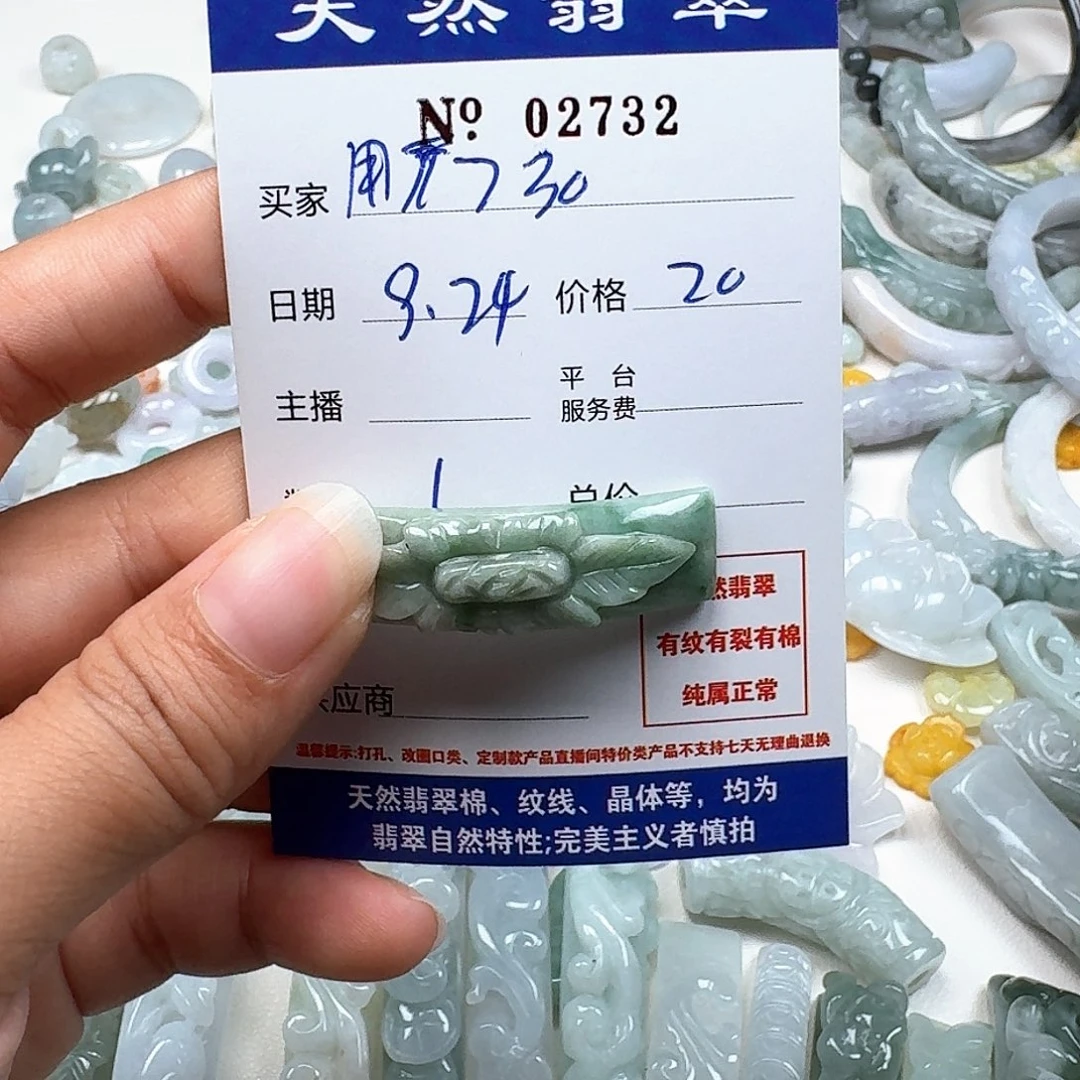 天然翡翠
Nº 02732
买家 用户730
日期 9.24 价格 20
主播 平台服务费
1 总价
然翡翠
有纹有裂有棉
纯属正常
应商
温馨提示:打孔、改圈口类、定制款产品直播间特价类产品不支持七天无理由退换
天然翡翠棉、纹线、晶体等，均为
翡翠自然特性;完美主义者慎拍